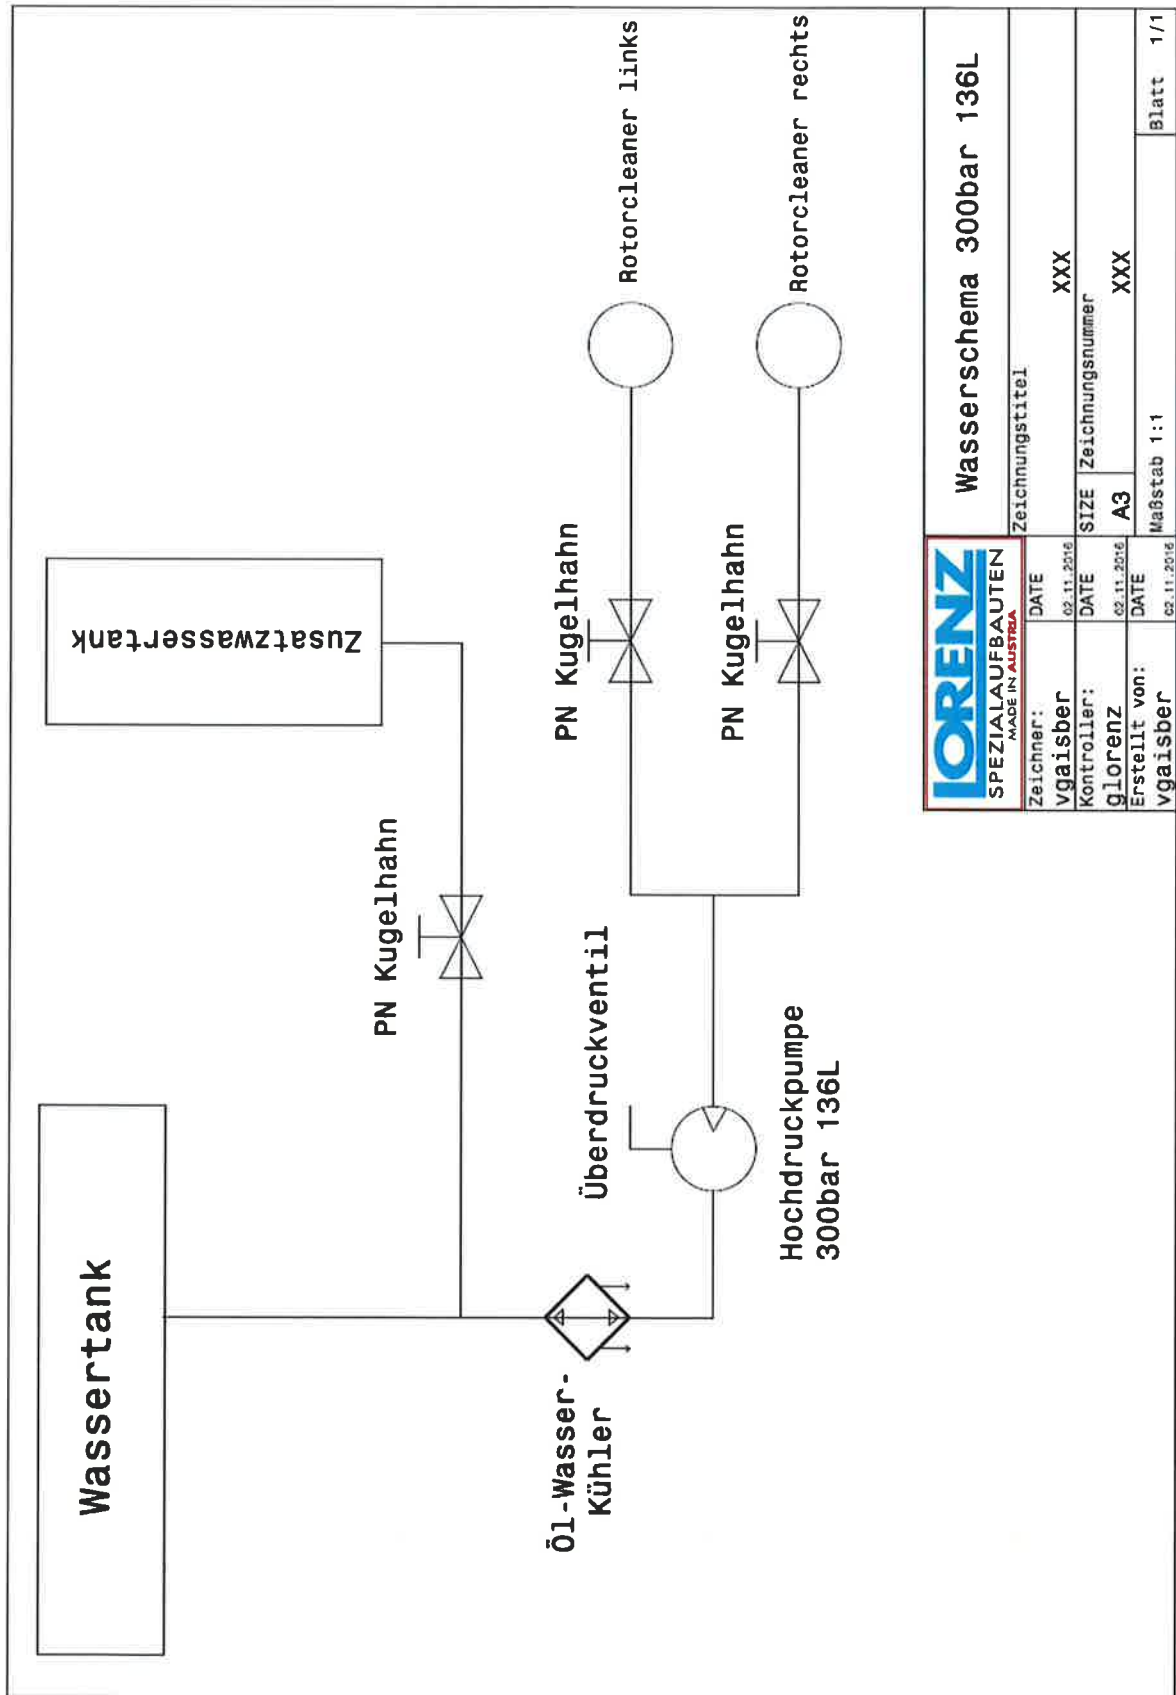 Wassertank
Zusatzwassertank
PN Kugelhahn
Öl-Wasser-
Kühler
Überdruckventil
Hochdruckpumpe
300bar 136L
PN Kugelhahn
Rotorcleaner links
PN Kugelhahn
Rotorcleaner rechts
LORENZ
SPEZIALAUFBAUTEN
MADE IN AUSTRIA
Wasserschema 300bar 136L
Zeichner:
vgaisber
DATE
02.11.2016
Zeichnungstitel
XXX
Kontroller:
glorenz
DATE
02.11.2016
SIZE
A3
Zeichnungsnummer
XXX
Erstellt von:
vgaisber
DATE
02.11.2016
Maßstab 1:1
Blatt 1/1